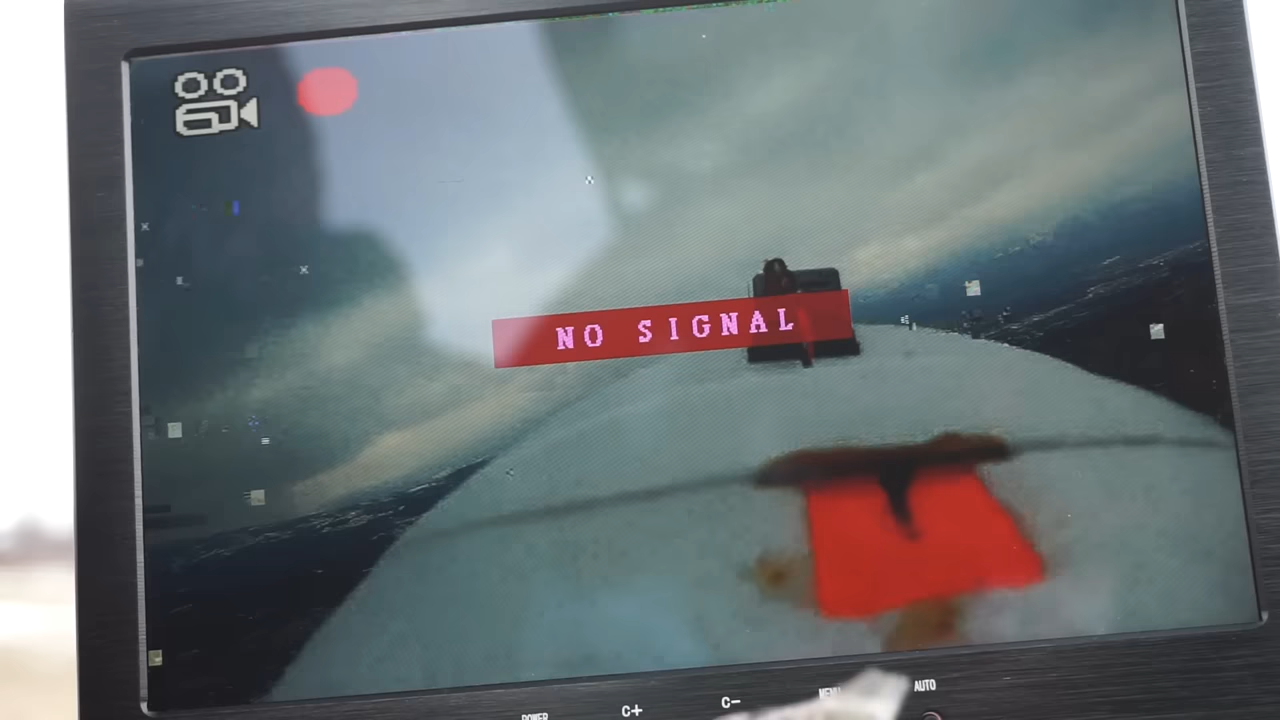 NO SIGNAL
POWER
C+
C-
MENU
AUTO